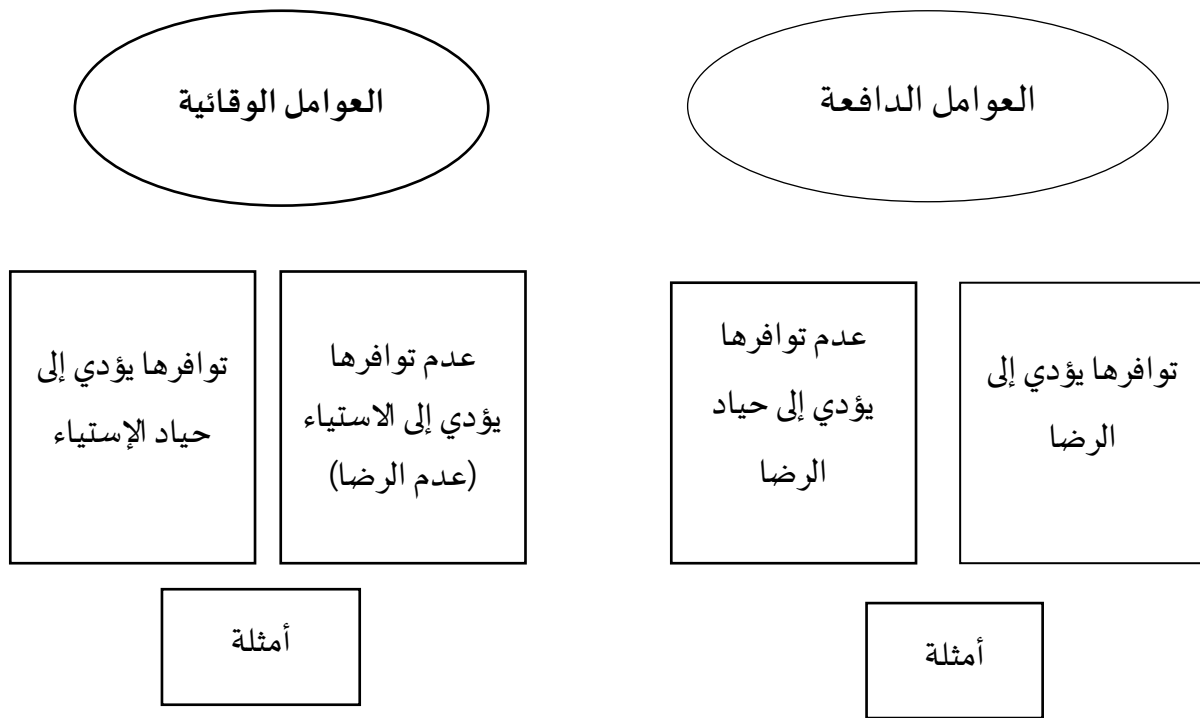 العوامل الدافعة
العوامل الوقائية
توافرها يؤدي إلى
الرضا
عدم توافرها
يؤدي إلى حياد
الرضا
عدم توافرها
يؤدي إلى الاستياء
(عدم الرضا)
توافرها يؤدي إلى
حياد الإستياء
أمثلة
أمثلة